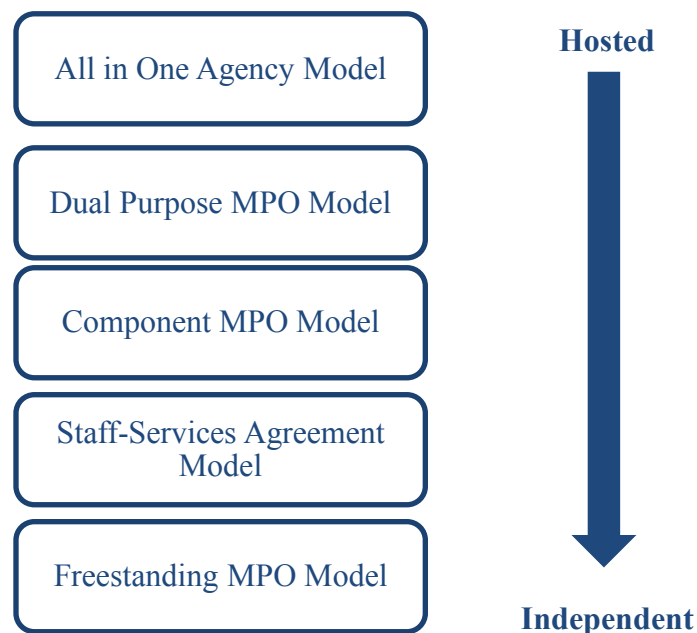 All in One Agency Model
Hosted
Dual Purpose MPO Model
Component MPO Model
Staff-Services Agreement
Model
Freestanding MPO Model
Independent